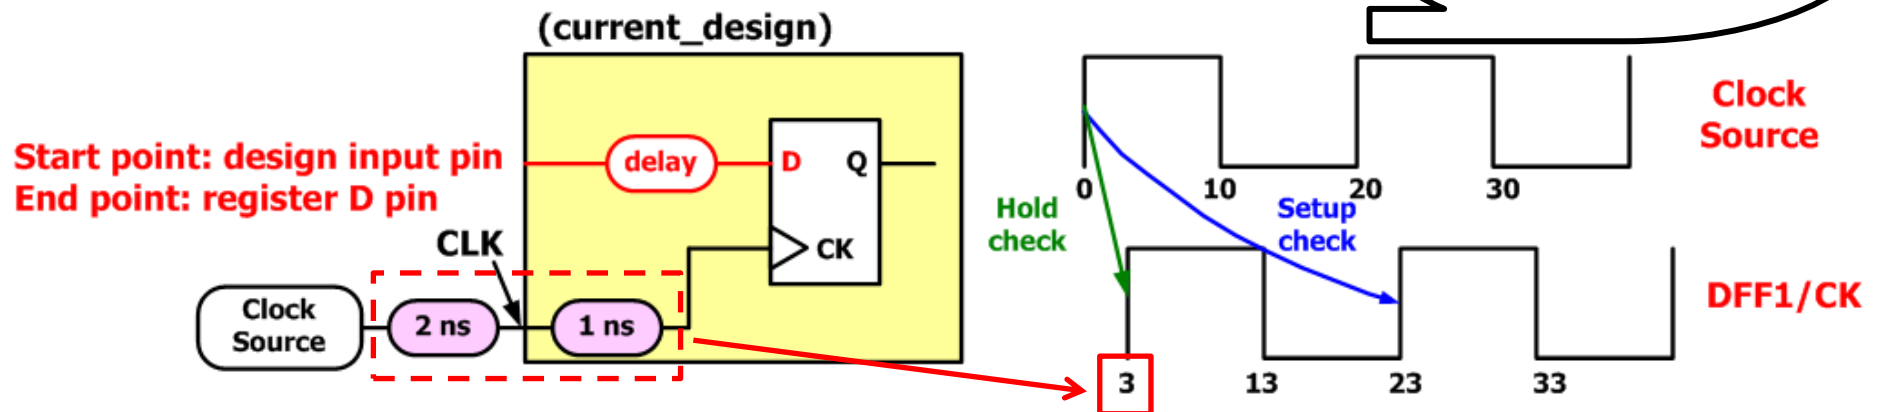 (current_design)
Start point: design input pin
End point: register D pin
delay
D
Q
CK
CLK
Clock
Source
2 ns
1 ns
Hold
check
Setup
check
0
10
20
30
Clock
Source
DFF1/CK
3
13
23
33